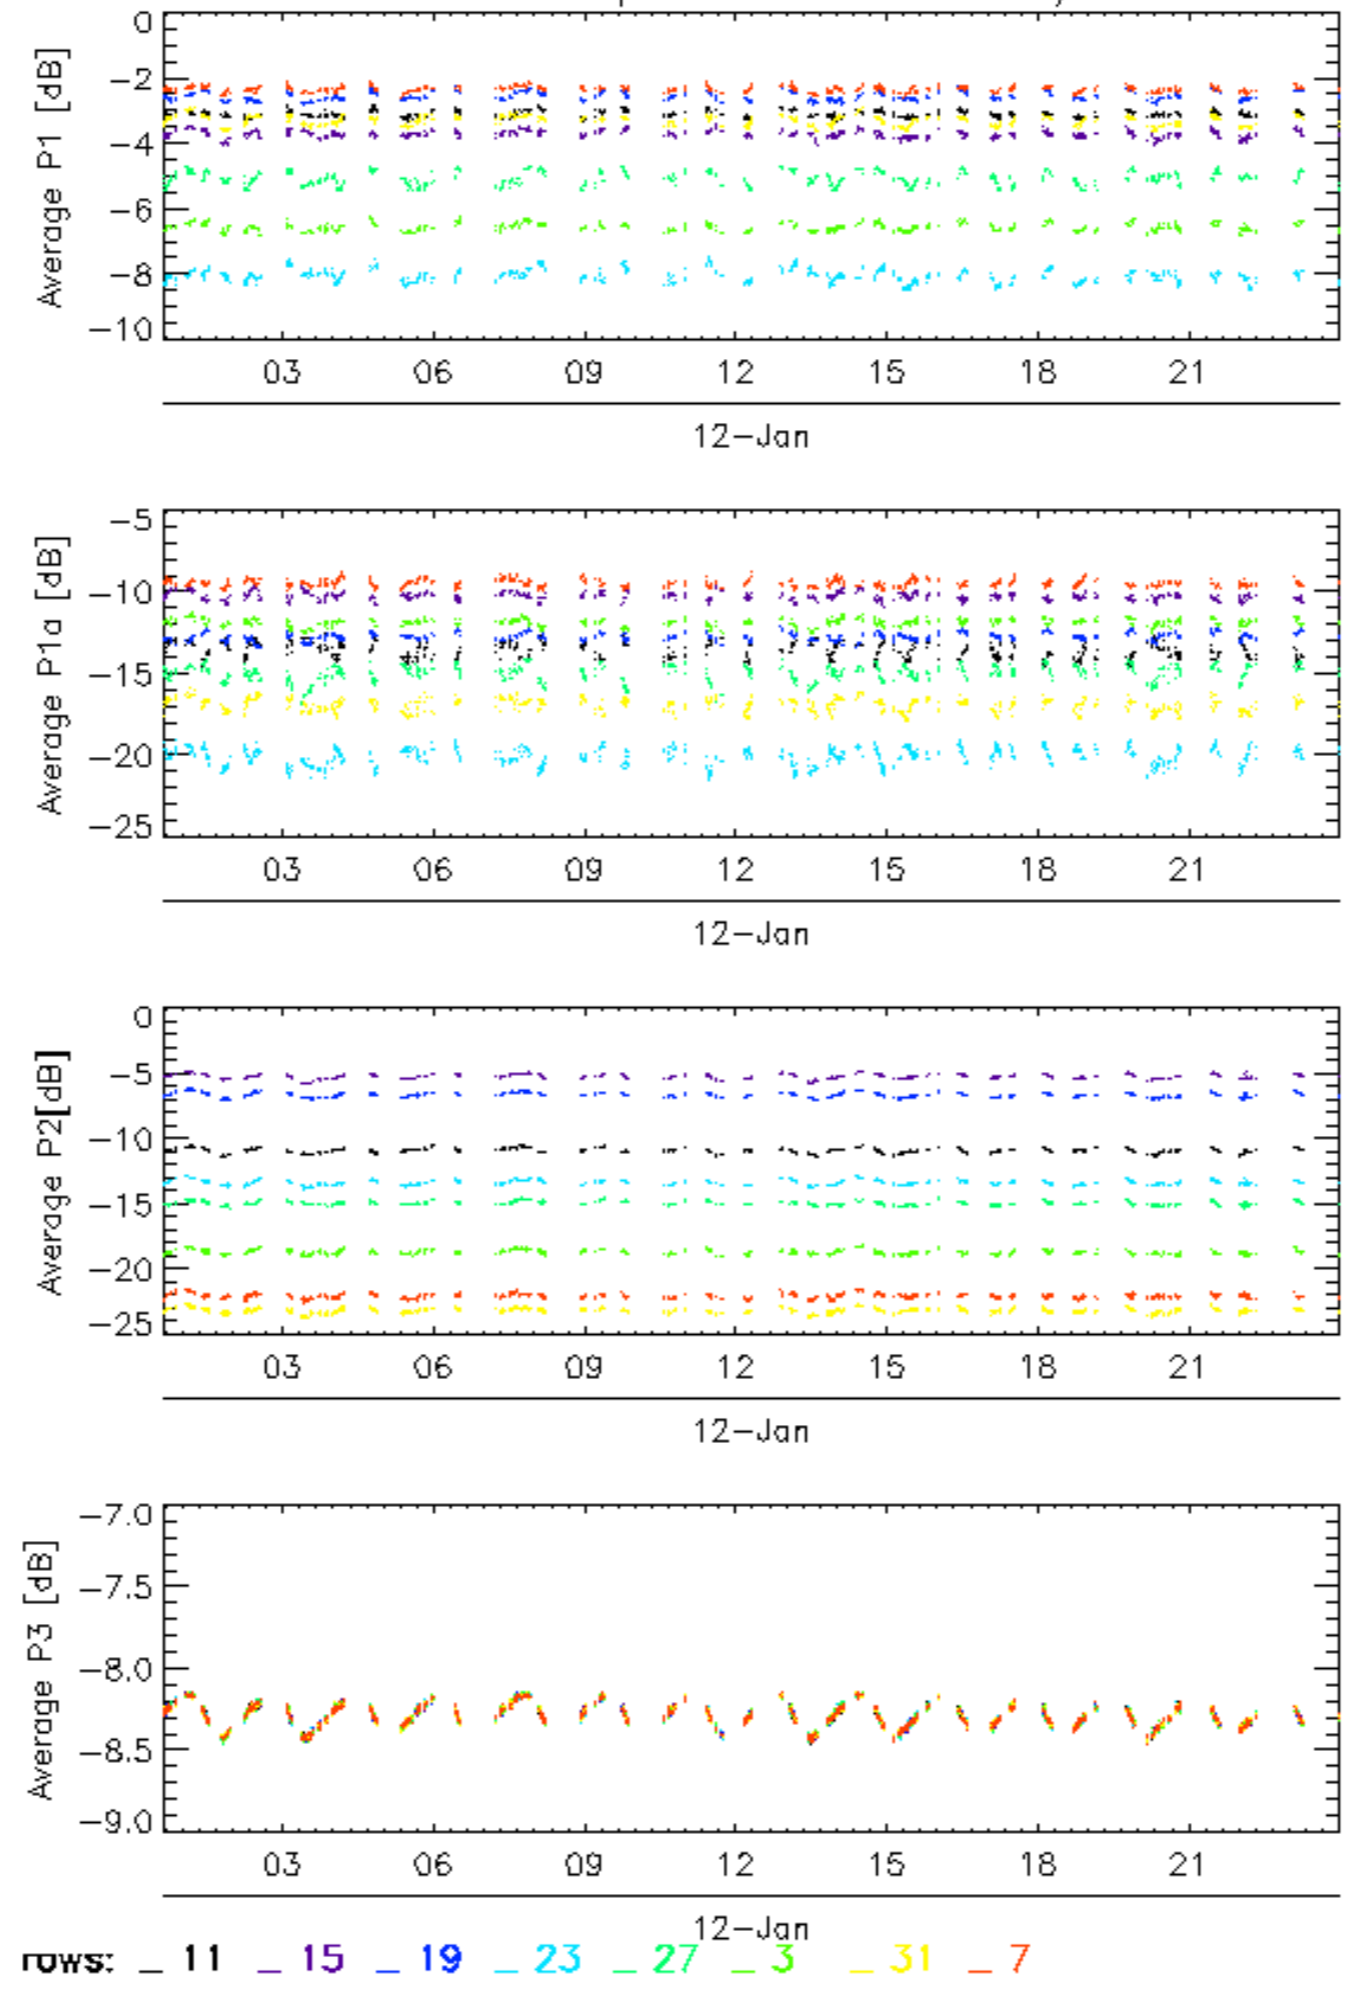 0
−2
−4
−6
−8
−10
Average P1 [dB]
03 06 09 12 15 18 21
12−Jan
−5
−10
−15
−20
−25
Average P1a [dB]
03 06 09 12 15 18 21
12−Jan
0
−5
−10
−15
−20
−25
Average P2[dB]
03 06 09 12 15 18 21
12−Jan
−7.0
−7.5
−8.0
−8.5
−9.0
Average P3 [dB]
03 06 09 12 15 18 21
12−Jan
rows: _ 11 _ 15 _ 19 _ 23 _ 27 _ 3 _ 31 _ 7